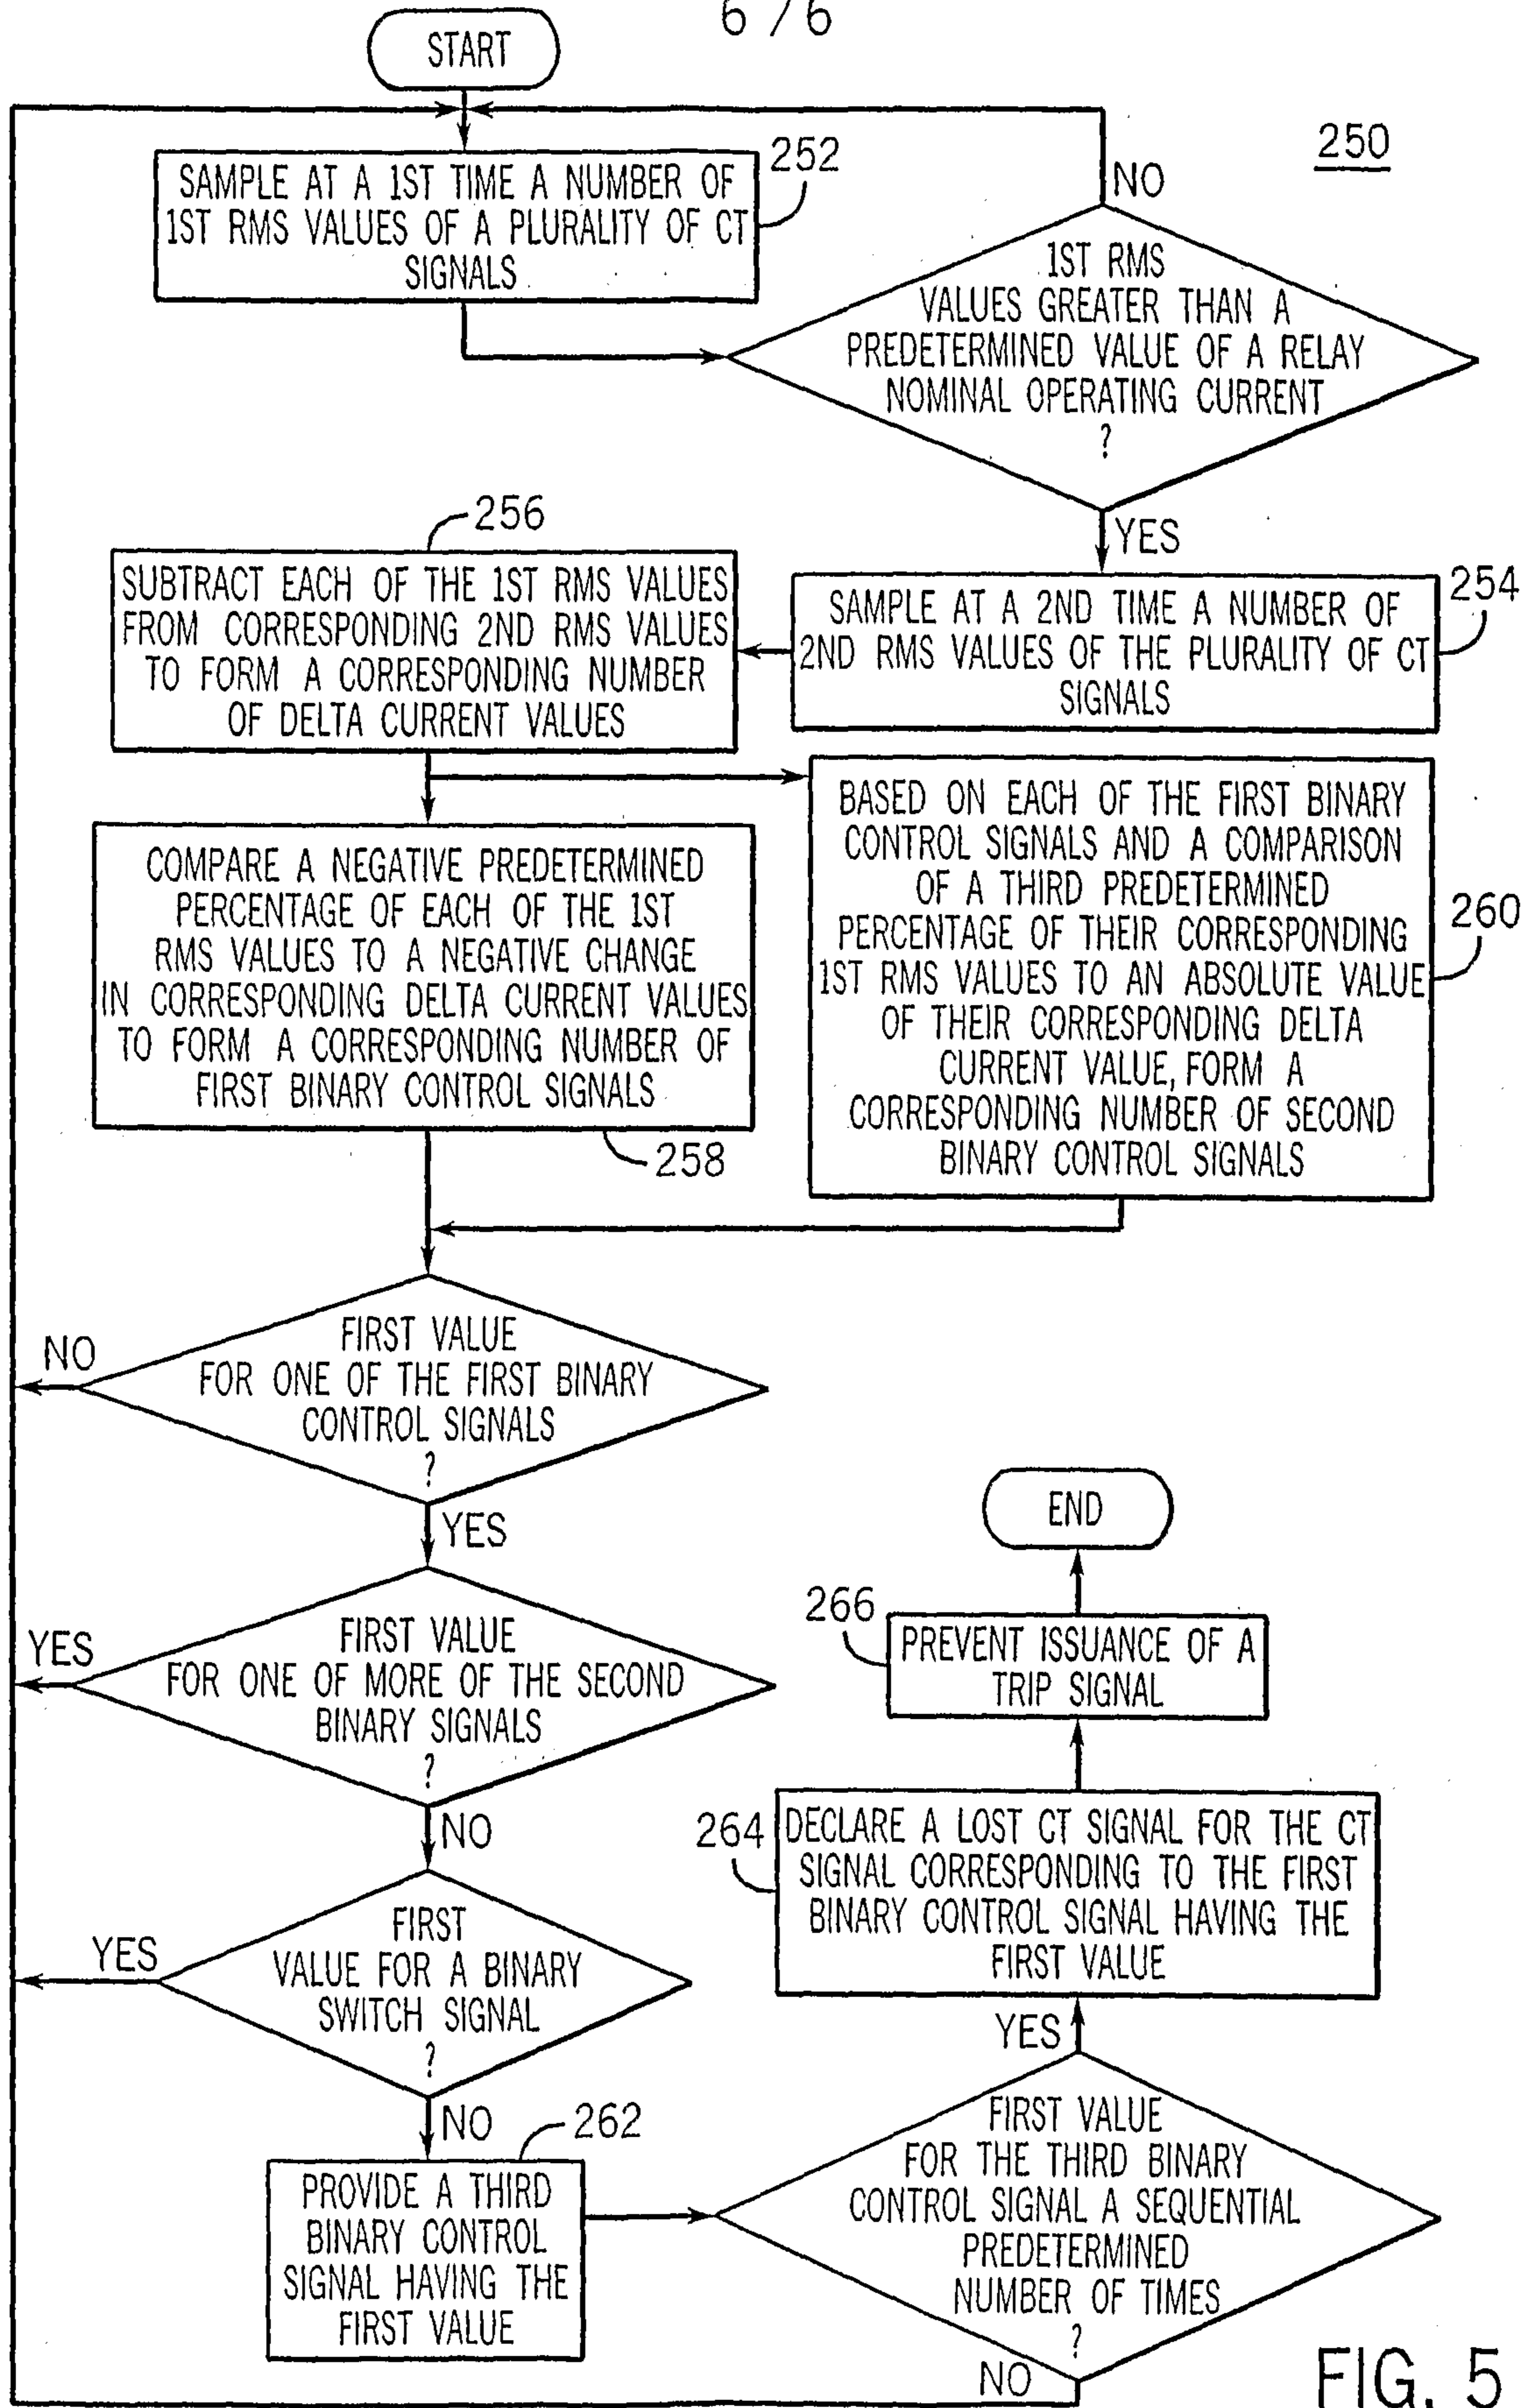 6/6
START
250
252
SAMPLE AT A 1ST TIME A NUMBER OF
1ST RMS VALUES OF A PLURALITY OF CT
SIGNALS
NO
1ST RMS
VALUES GREATER THAN A
PREDETERMINED VALUE OF A RELAY
NOMINAL OPERATING CURRENT
?
YES
254
SAMPLE AT A 2ND TIME A NUMBER OF
2ND RMS VALUES OF THE PLURALITY OF CT
SIGNALS
256
SUBTRACT EACH OF THE 1ST RMS VALUES
FROM CORRESPONDING 2ND RMS VALUES
TO FORM A CORRESPONDING NUMBER
OF DELTA CURRENT VALUES
COMPARE A NEGATIVE PREDETERMINED
PERCENTAGE OF EACH OF THE 1ST
RMS VALUES TO A NEGATIVE CHANGE
IN CORRESPONDING DELTA CURRENT VALUES
TO FORM A CORRESPONDING NUMBER OF
FIRST BINARY CONTROL SIGNALS
258
BASED ON EACH OF THE FIRST BINARY
CONTROL SIGNALS AND A COMPARISON
OF A THIRD PREDETERMINED
PERCENTAGE OF THEIR CORRESPONDING
1ST RMS VALUES TO AN ABSOLUTE VALUE
OF THEIR CORRESPONDING DELTA
CURRENT VALUE, FORM A
CORRESPONDING NUMBER OF SECOND
BINARY CONTROL SIGNALS
260
FIRST VALUE
FOR ONE OF THE FIRST BINARY
CONTROL SIGNALS
?
NO
YES
FIRST VALUE
FOR ONE OF MORE OF THE SECOND
BINARY SIGNALS
?
YES
NO
FIRST
VALUE FOR A BINARY
SWITCH SIGNAL
?
YES
NO
262
PROVIDE A THIRD
BINARY CONTROL
SIGNAL HAVING THE
FIRST VALUE
FIRST VALUE
FOR THE THIRD BINARY
CONTROL SIGNAL A SEQUENTIAL
PREDETERMINED
NUMBER OF TIMES
?
NO
YES
264
DECLARE A LOST CT SIGNAL FOR THE CT
SIGNAL CORRESPONDING TO THE FIRST
BINARY CONTROL SIGNAL HAVING THE
FIRST VALUE
266
PREVENT ISSUANCE OF A
TRIP SIGNAL
END
FIG. 5